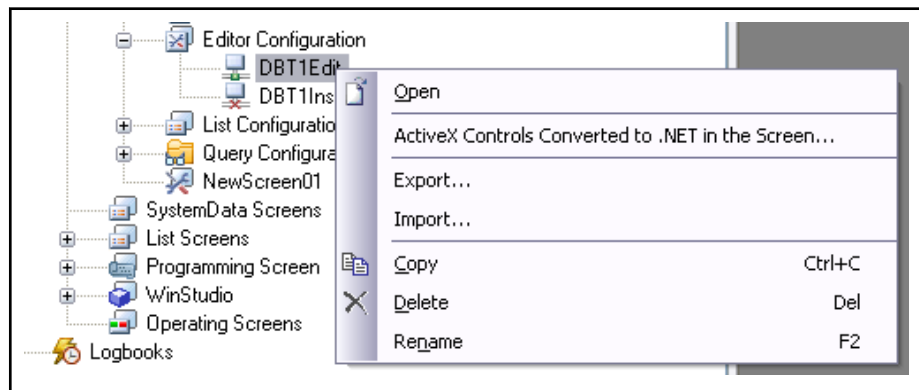 Editor Configuration
DBT1Edit
DBT1Ins
Open
List Configuratio
ActiveX Controls Converted to .NET in the Screen...
Query Configura
NewScreen01
Export...
SystemData Screens
Import...
List Screens
Programming Screen
Copy Ctrl+C
WinStudio
Delete Del
Operating Screens
Rename F2
Logbooks